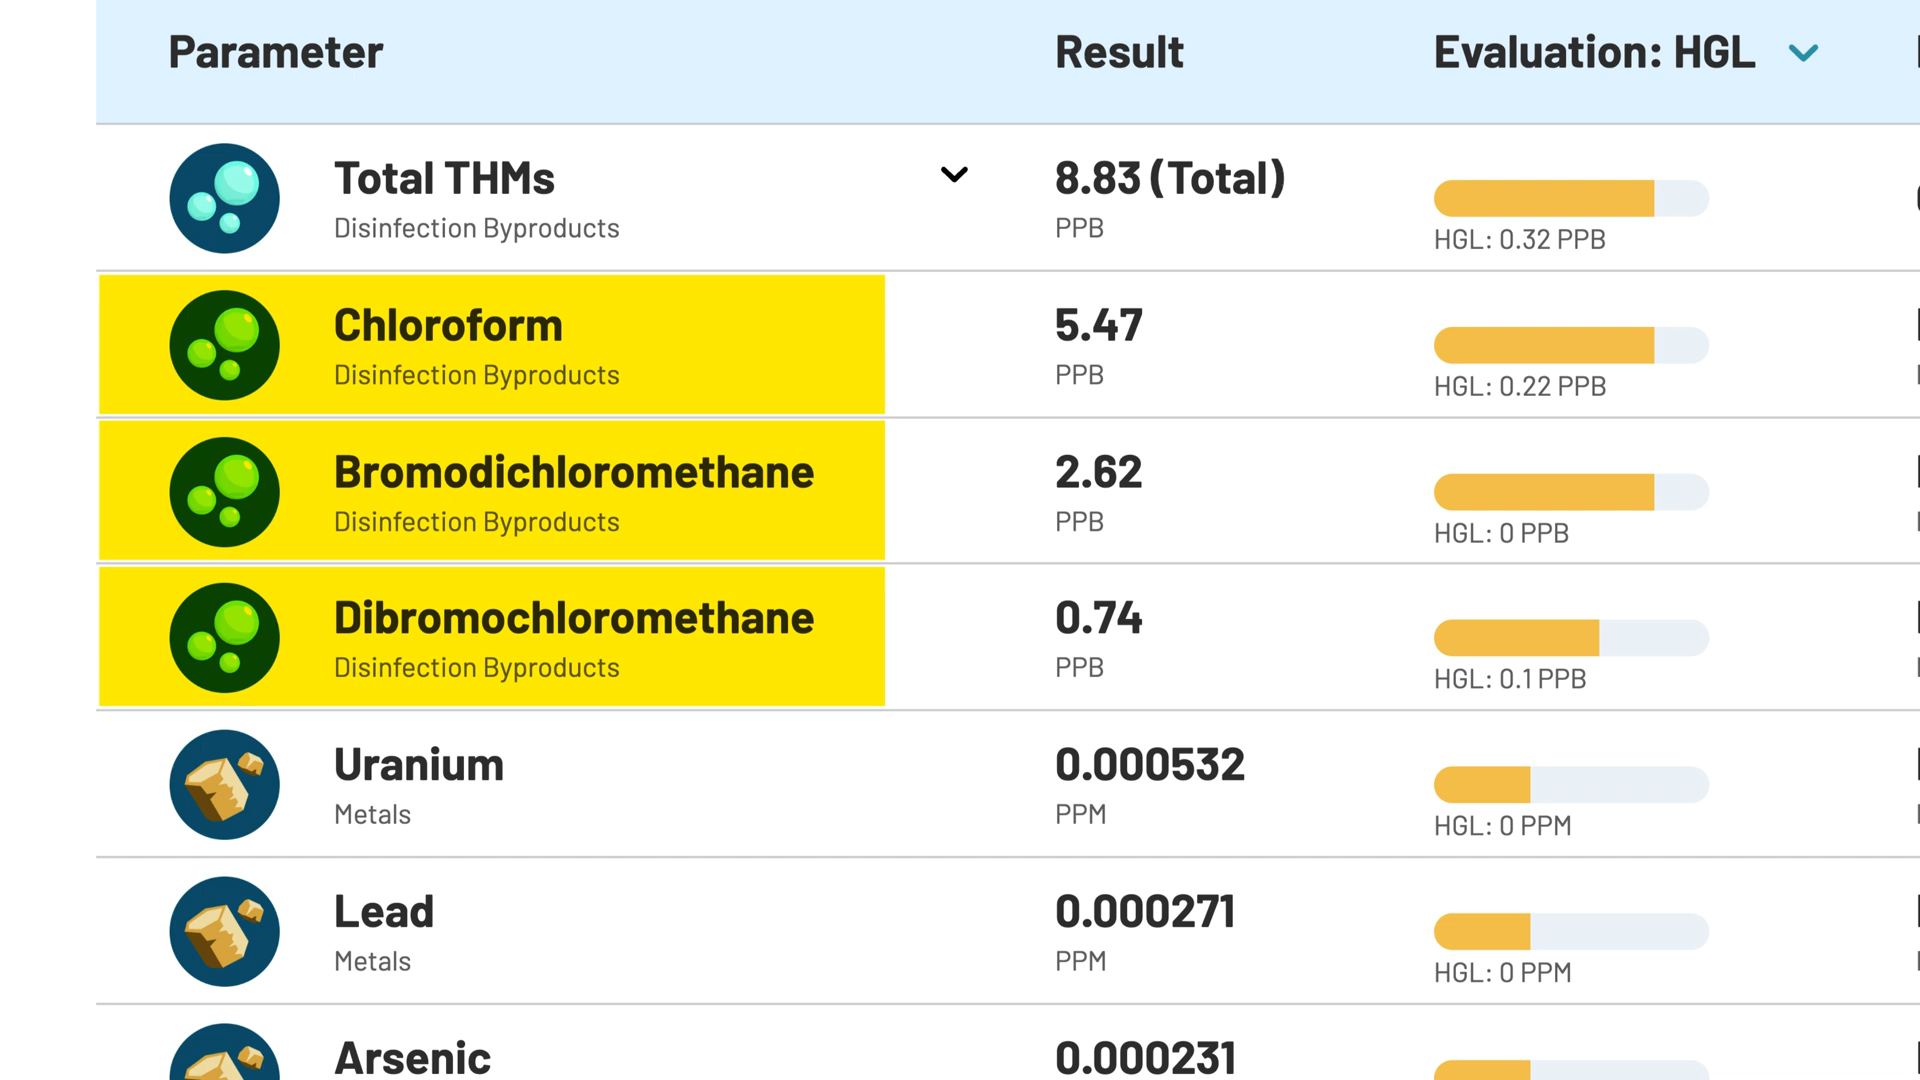 Parameter Result Evaluation: HGL
Total THMs 8.83 (Total)
Disinfection Byproducts PPB
HGL: 0.32 PPB
Chloroform 5.47
Disinfection Byproducts PPB
HGL: 0.22 PPB
Bromodichloromethane 2.62
Disinfection Byproducts PPB
HGL: 0 PPB
Dibromochloromethane 0.74
Disinfection Byproducts PPB
HGL: 0.1 PPB
Uranium 0.000532
Metals PPM
HGL: 0 PPM
Lead 0.000271
Metals PPM
HGL: 0 PPM
Arsenic 0.000231